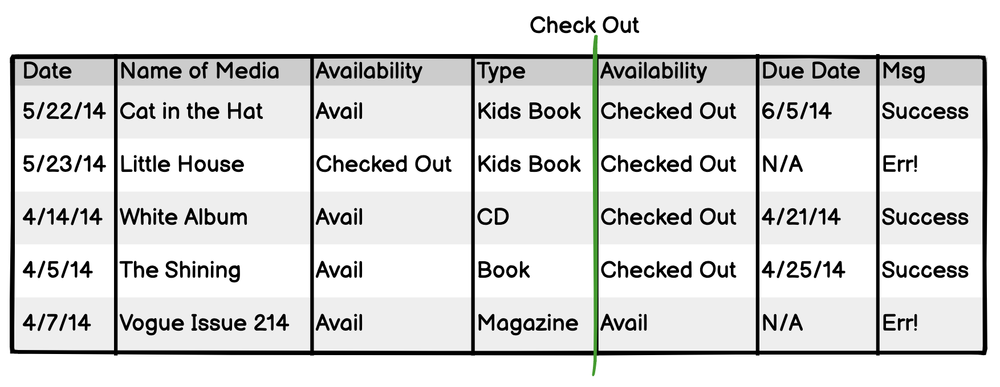 Check Out
Date Name of Media Availability Type Availability Due Date Msg
5/22/14 Cat in the Hat Avail Kids Book Checked Out 6/5/14 Success
5/23/14 Little House Checked Out Kids Book Checked Out N/A Err!
4/14/14 White Album Avail CD Checked Out 4/21/14 Success
4/5/14 The Shining Avail Book Checked Out 4/25/14 Success
4/7/14 Vogue Issue 214 Avail Magazine Avail N/A Err!